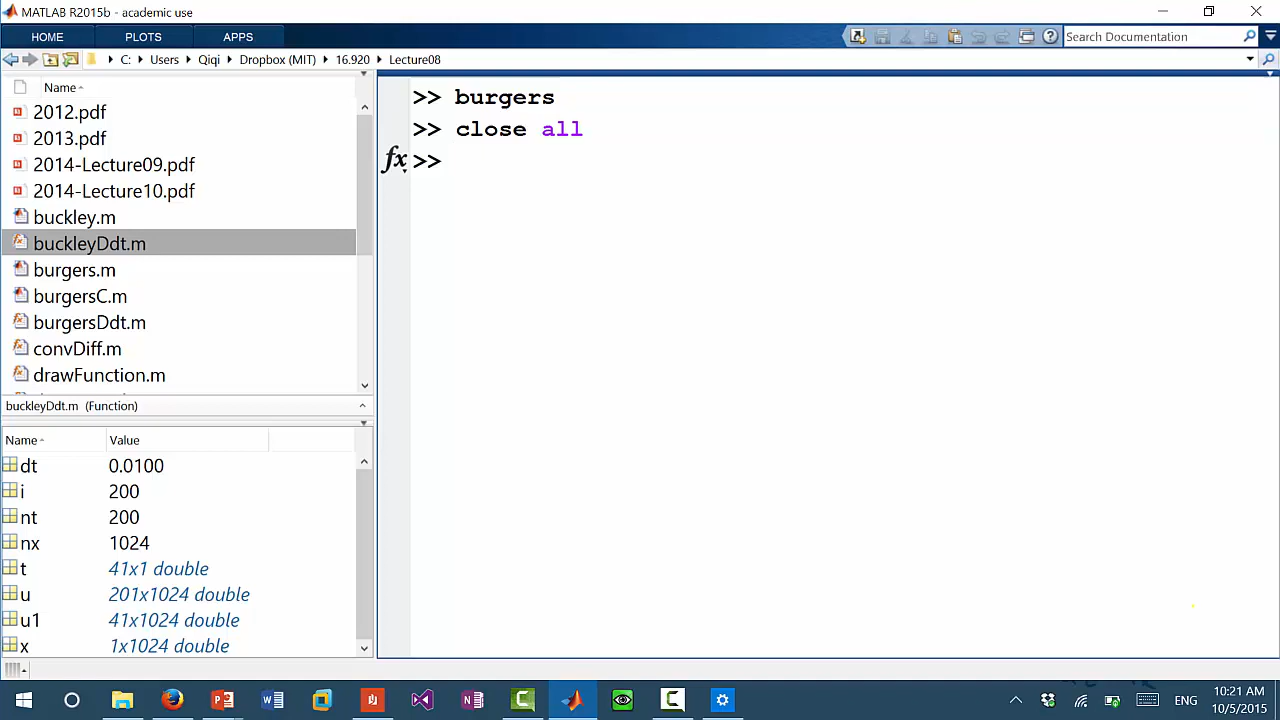 MATLAB R2015b - academic use
HOME PLOTS APPS Search Documentation
C: Users Qiqi Dropbox (MIT) 16.920 Lecture08
Name
2012.pdf
2013.pdf
2014-Lecture09.pdf
2014-Lecture10.pdf
buckley.m
buckleyDdt.m
burgers.m
burgersC.m
burgersDdt.m
convDiff.m
drawFunction.m
buckleyDdt.m (Function)
Name Value
dt 0.0100
i 200
nt 200
nx 1024
t 41x1 double
u 201x1024 double
u1 41x1024 double
x 1x1024 double
>> burgers
>> close all
fx >>
ENG
10:21 AM
10/5/2015